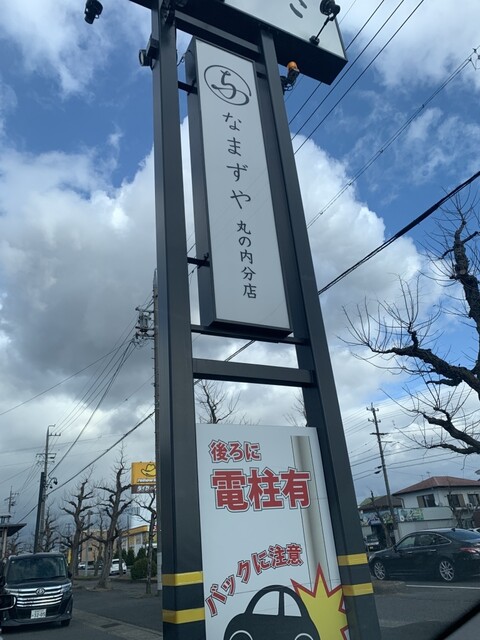 なまずや 丸の内分店
後ろに
電柱有
バックに注意